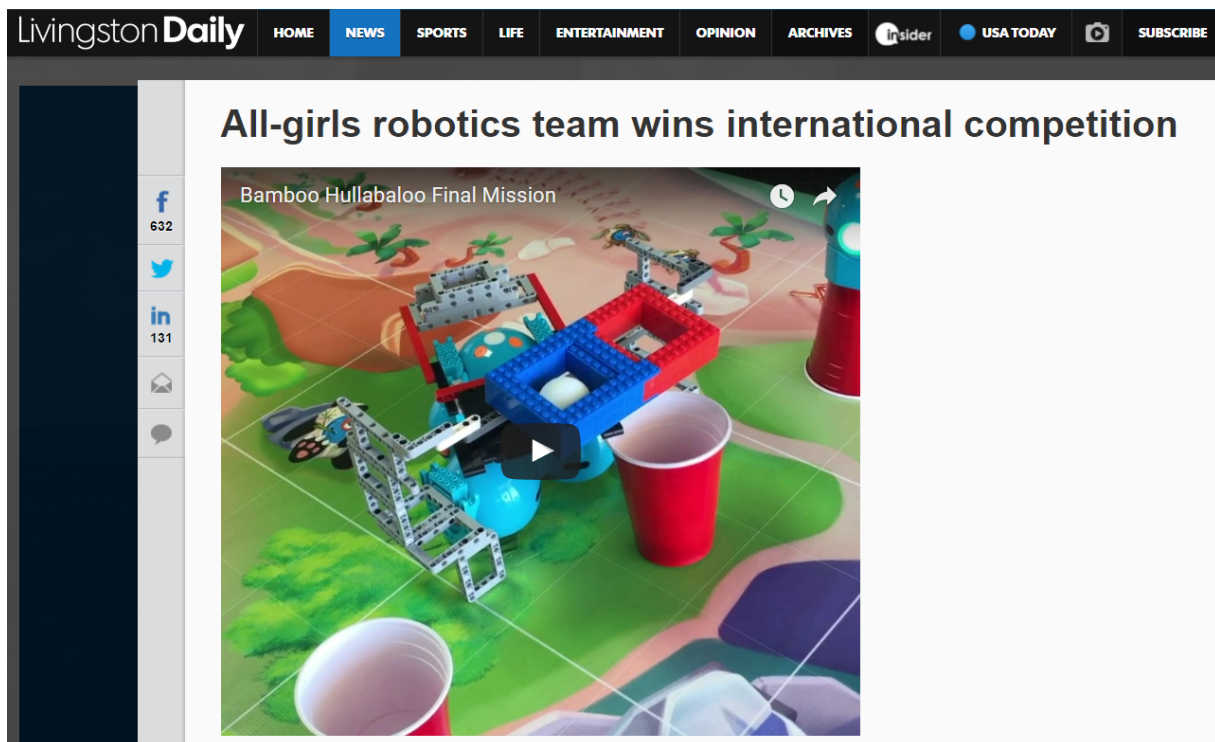 Livingston Daily HOME NEWS SPORTS LIFE ENTERTAINMENT OPINION ARCHIVES insider USA TODAY SUBSCRIBE
All-girls robotics team wins international competition
Bamboo Hullabaloo Final Mission
f
632
in
131